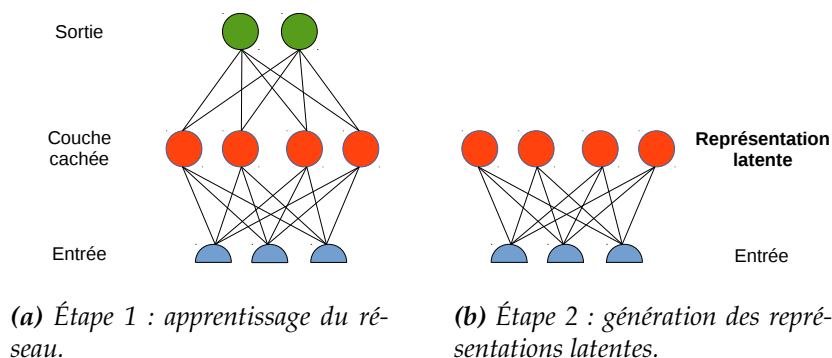 Sortie
Couche
cachée
Entrée
Représentation
latente
Entrée
(a) Étape 1 : apprentissage du ré-
seau.
(b) Étape 2 : génération des repré-
sentations latentes.